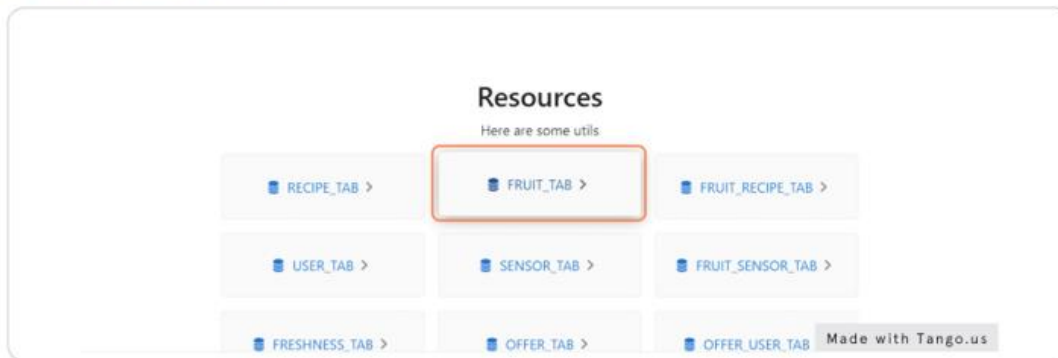 Resources
Here are some utils
RECIPE_TAB >
FRUIT_TAB >
FRUIT_RECIPE_TAB >
USER_TAB >
SENSOR_TAB >
FRUIT_SENSOR_TAB >
FRESHNESS_TAB >
OFFER_TAB >
OFFER_USER_TAB
Made with Tango.us